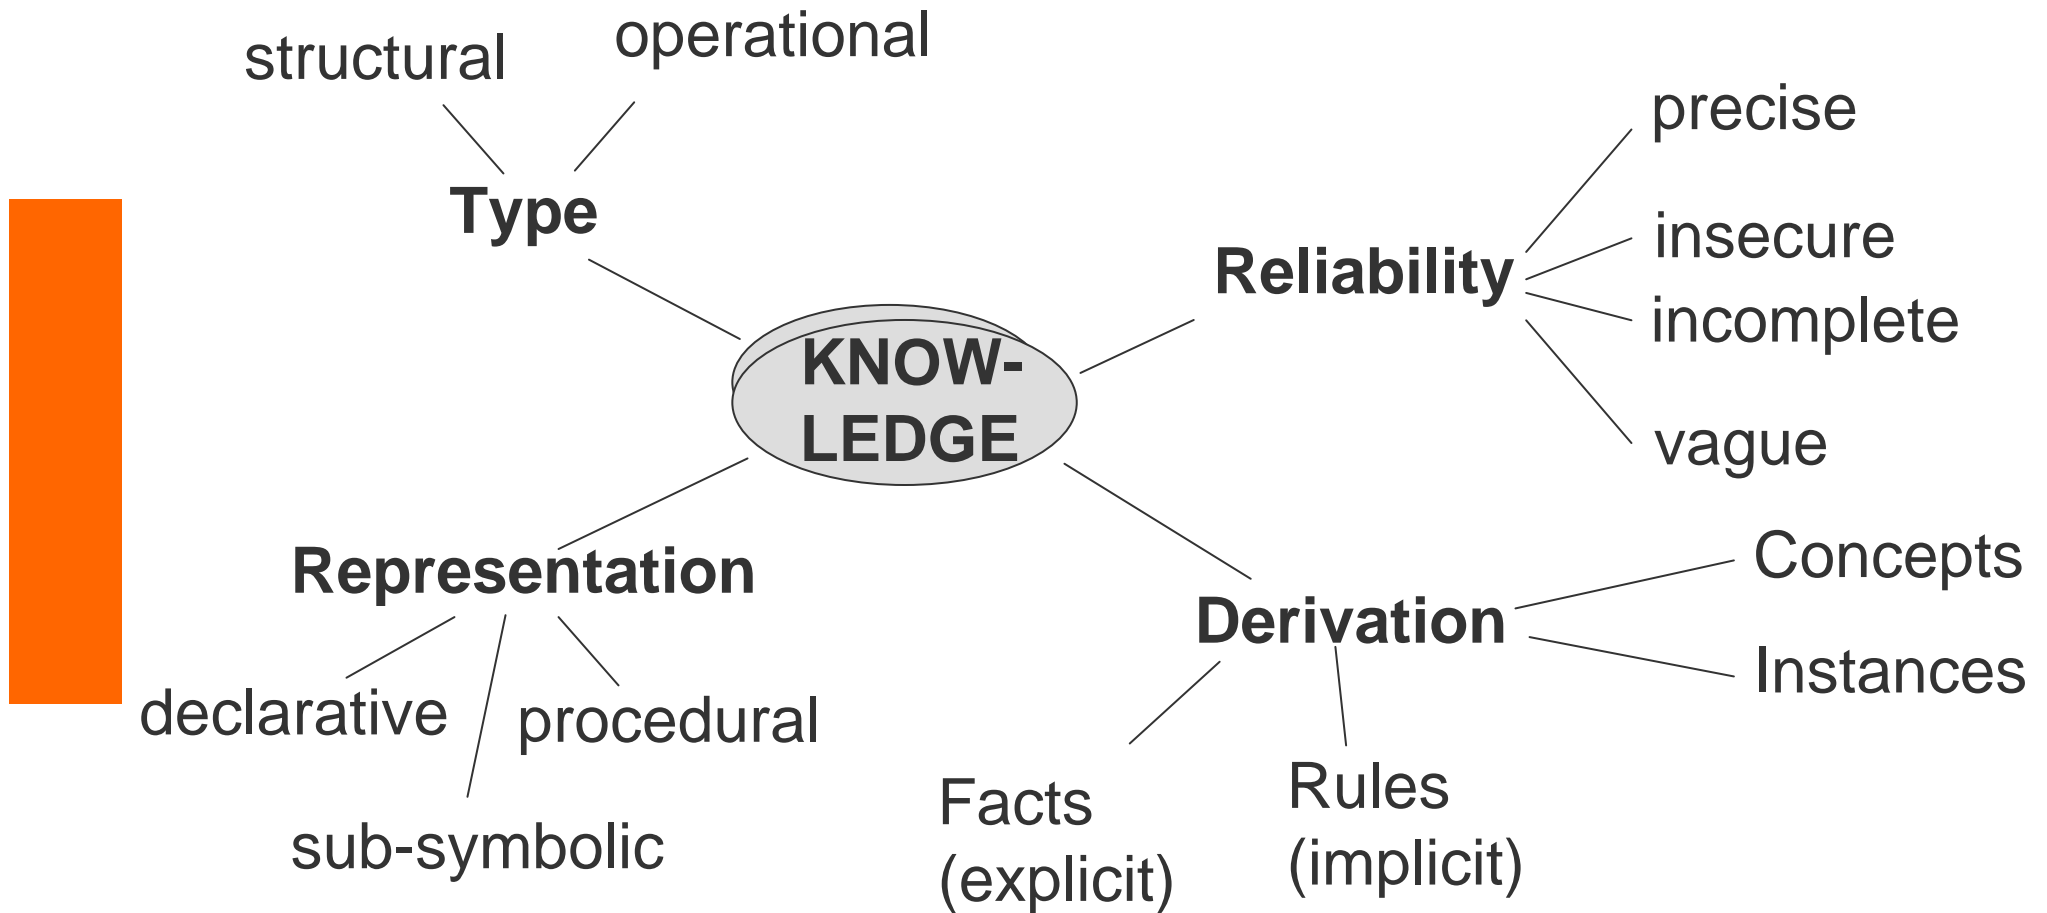 structural
operational
Type
precise
insecure
Reliability
incomplete
vague
KNOW-
LEDGE
Representation
declarative
procedural
sub-symbolic
Derivation
Concepts
Instances
Facts
(explicit)
Rules
(implicit)